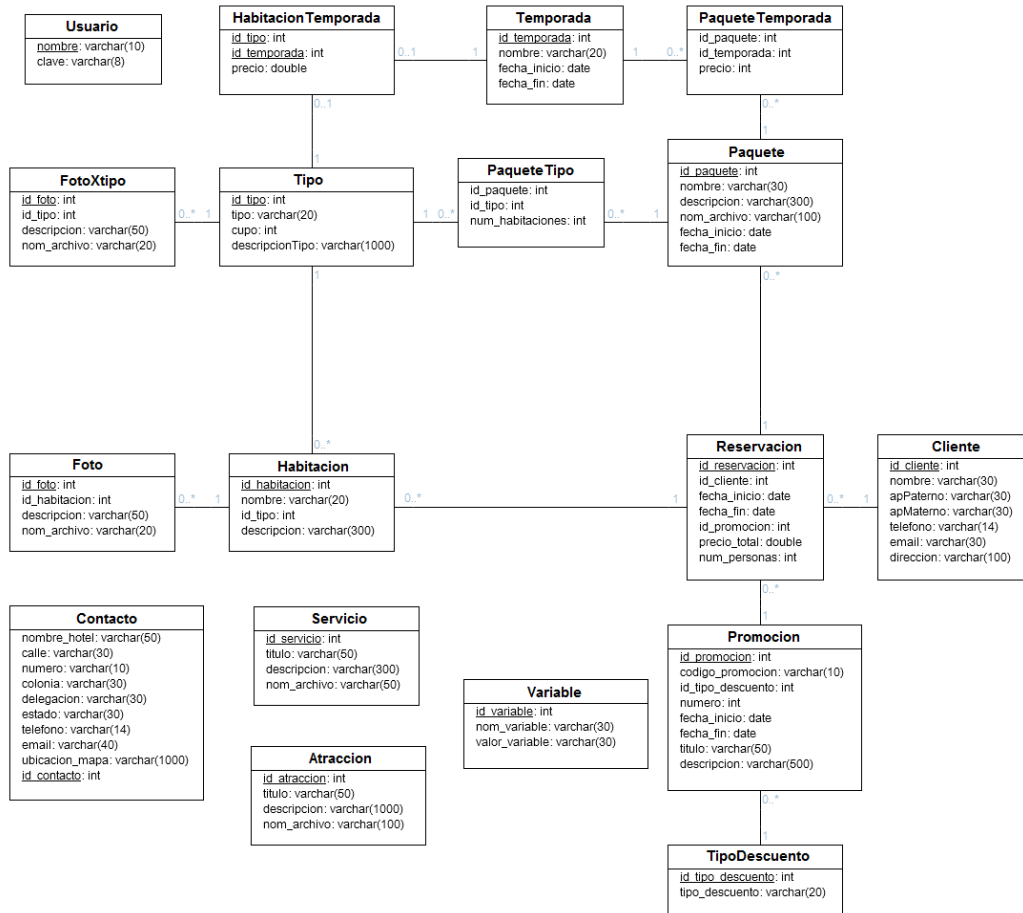 Usuario
nombre: varchar(10)
clave: varchar(8)
HabitacionTemporada
id_tipo: int
id_temporada: int
precio: double
0..1
1
Temporada
id_temporada: int
nombre: varchar(20)
fecha_inicio: date
fecha_fin: date
1
0..*
PaqueteTemporada
id_paquete: int
id_temporada: int
precio: int
0..1
1
0..*
1
FotoXtipo
id_foto: int
id_tipo: int
descripcion: varchar(50)
nom_archivo: varchar(20)
0..*
1
Tipo
id_tipo: int
tipo: varchar(20)
cupo: int
descripcionTipo: varchar(1000)
1
0..*
PaqueteTipo
id_paquete: int
id_tipo: int
num_habitaciones: int
0..*
1
Paquete
id_paquete: int
nombre: varchar(30)
descripcion: varchar(300)
nom_archivo: varchar(100)
fecha_inicio: date
fecha_fin: date
1
0..*
0..*
1
Foto
id_foto: int
id_habitacion: int
descripcion: varchar(50)
nom_archivo: varchar(20)
0..*
1
Habitacion
id_habitacion: int
nombre: varchar(20)
id_tipo: int
descripcion: varchar(300)
0..*
1
Reservacion
id_reservacion: int
id_cliente: int
fecha_inicio: date
fecha_fin: date
id_promocion: int
precio_total: double
num_personas: int
0..*
1
Cliente
id_cliente: int
nombre: varchar(30)
apPaterno: varchar(30)
apMaterno: varchar(30)
telefono: varchar(14)
email: varchar(30)
direccion: varchar(100)
0..*
1
Contacto
nombre_hotel: varchar(50)
calle: varchar(30)
numero: varchar(10)
colonia: varchar(30)
delegacion: varchar(30)
estado: varchar(30)
telefono: varchar(14)
email: varchar(40)
ubicacion_mapa: varchar(1000)
id_contacto: int
Servicio
id_servicio: int
titulo: varchar(50)
descripcion: varchar(300)
nom_archivo: varchar(50)
Variable
id_variable: int
nom_variable: varchar(30)
valor_variable: varchar(30)
Promocion
id_promocion: int
codigo_promocion: varchar(10)
id_tipo_descuento: int
numero: int
fecha_inicio: date
fecha_fin: date
titulo: varchar(50)
descripcion: varchar(500)
Atraccion
id_atraccion: int
titulo: varchar(50)
descripcion: varchar(1000)
nom_archivo: varchar(100)
0..*
1
TipoDescuento
id_tipo_descuento: int
tipo_descuento: varchar(20)